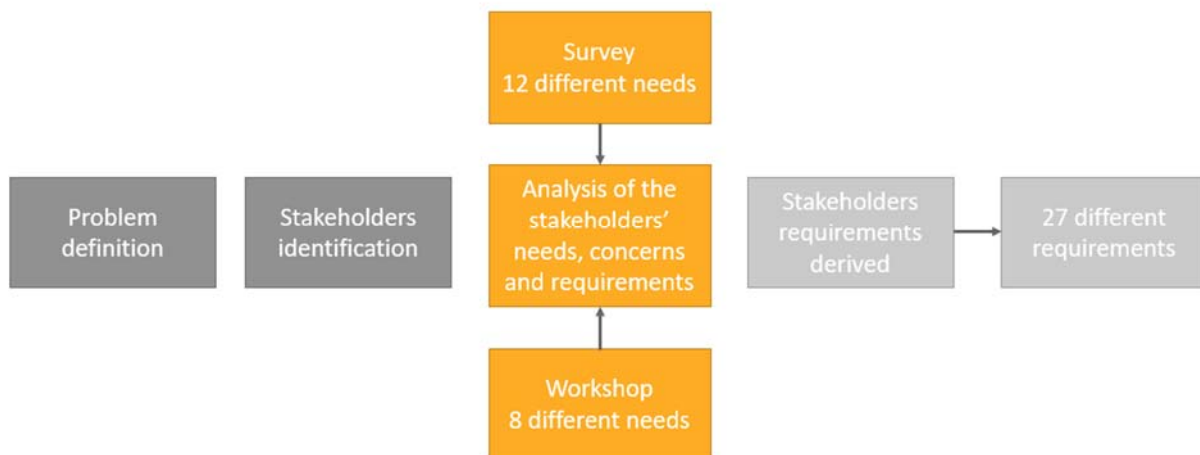 Survey
12 different needs
Problem
definition
Stakeholders
identification
Analysis of the
stakeholders’
needs, concerns
and requirements
Stakeholders
requirements
derived
27 different
requirements
Workshop
8 different needs